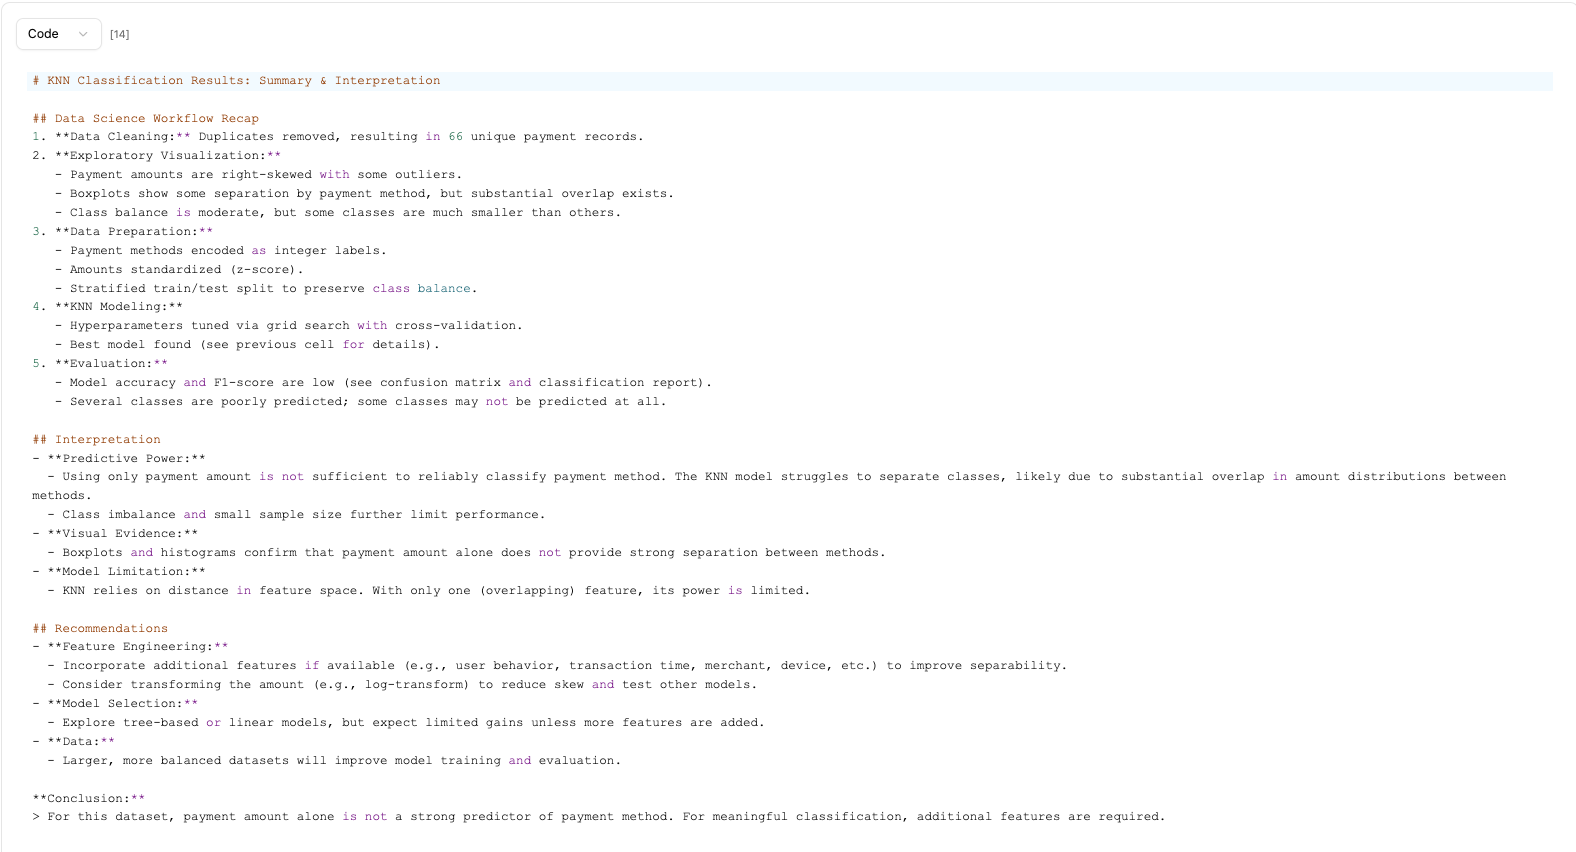 Code
[14]
# KNN Classification Results: Summary & Interpretation
## Data Science Workflow Recap
1. **Data Cleaning:** Duplicates removed, resulting in 66 unique payment records.
2. **Exploratory Visualization:**
- Payment amounts are right-skewed with some outliers.
- Boxplots show some separation by payment method, but substantial overlap exists.
- Class balance is moderate, but some classes are much smaller than others.
3. **Data Preparation:**
- Payment methods encoded as integer labels.
- Amounts standardized (z-score).
- Stratified train/test split to preserve class balance.
4. **KNN Modeling:**
- Hyperparameters tuned via grid search with cross-validation.
- Best model found (see previous cell for details).
5. **Evaluation:**
- Model accuracy and F1-score are low (see confusion matrix and classification report).
- Several classes are poorly predicted; some classes may not be predicted at all.
## Interpretation
- **Predictive Power:**
- Using only payment amount is not sufficient to reliably classify payment method. The KNN model struggles to separate classes, likely due to substantial overlap in amount distributions between
methods.
- Class imbalance and small sample size further limit performance.
- **Visual Evidence:**
- Boxplots and histograms confirm that payment amount alone does not provide strong separation between methods.
- **Model Limitation:**
- KNN relies on distance in feature space. With only one (overlapping) feature, its power is limited.
## Recommendations
- **Feature Engineering:**
- Incorporate additional features if available (e.g., user behavior, transaction time, merchant, device, etc.) to improve separability.
- Consider transforming the amount (e.g., log-transform) to reduce skew and test other models.
- **Model Selection:**
- Explore tree-based or linear models, but expect limited gains unless more features are added.
- **Data:**
- Larger, more balanced datasets will improve model training and evaluation.
**Conclusion:**
> For this dataset, payment amount alone is not a strong predictor of payment method. For meaningful classification, additional features are required.